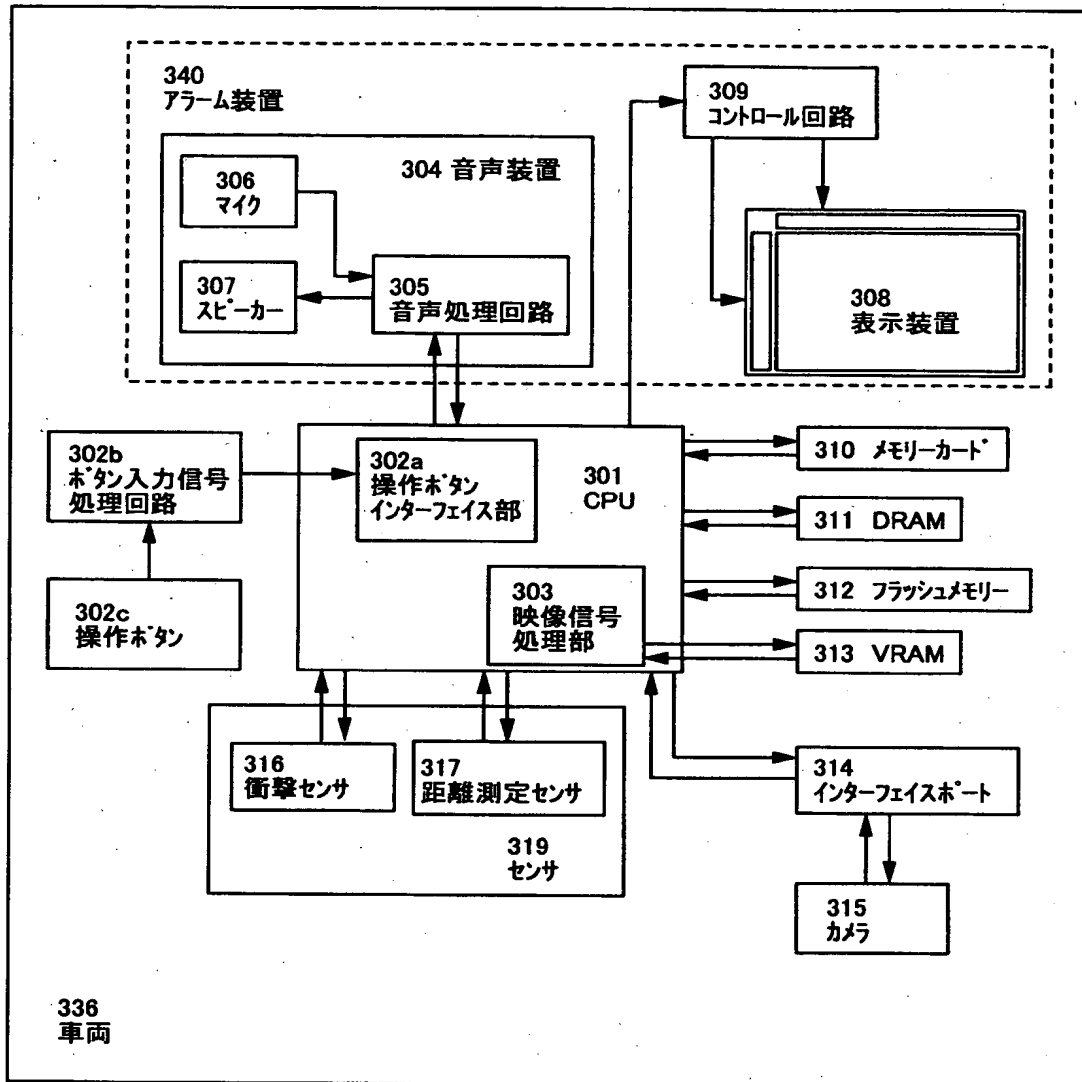 340
アラーム装置
304 音声装置
306
マイク
307
スピーカー
305
音声処理回路
309
コントロール回路
308
表示装置
302b
ボタン入力信号
処理回路
302c
操作ボタン
302a
操作ボタン
インターフェイス部
301
CPU
303
映像信号
処理部
310 メモリーカード
311 DRAM
312 フラッシュメモリー
313 VRAM
316
衝撃センサ
317
距離測定センサ
319
センサ
314
インターフェイスポート
315
カメラ
336
車両